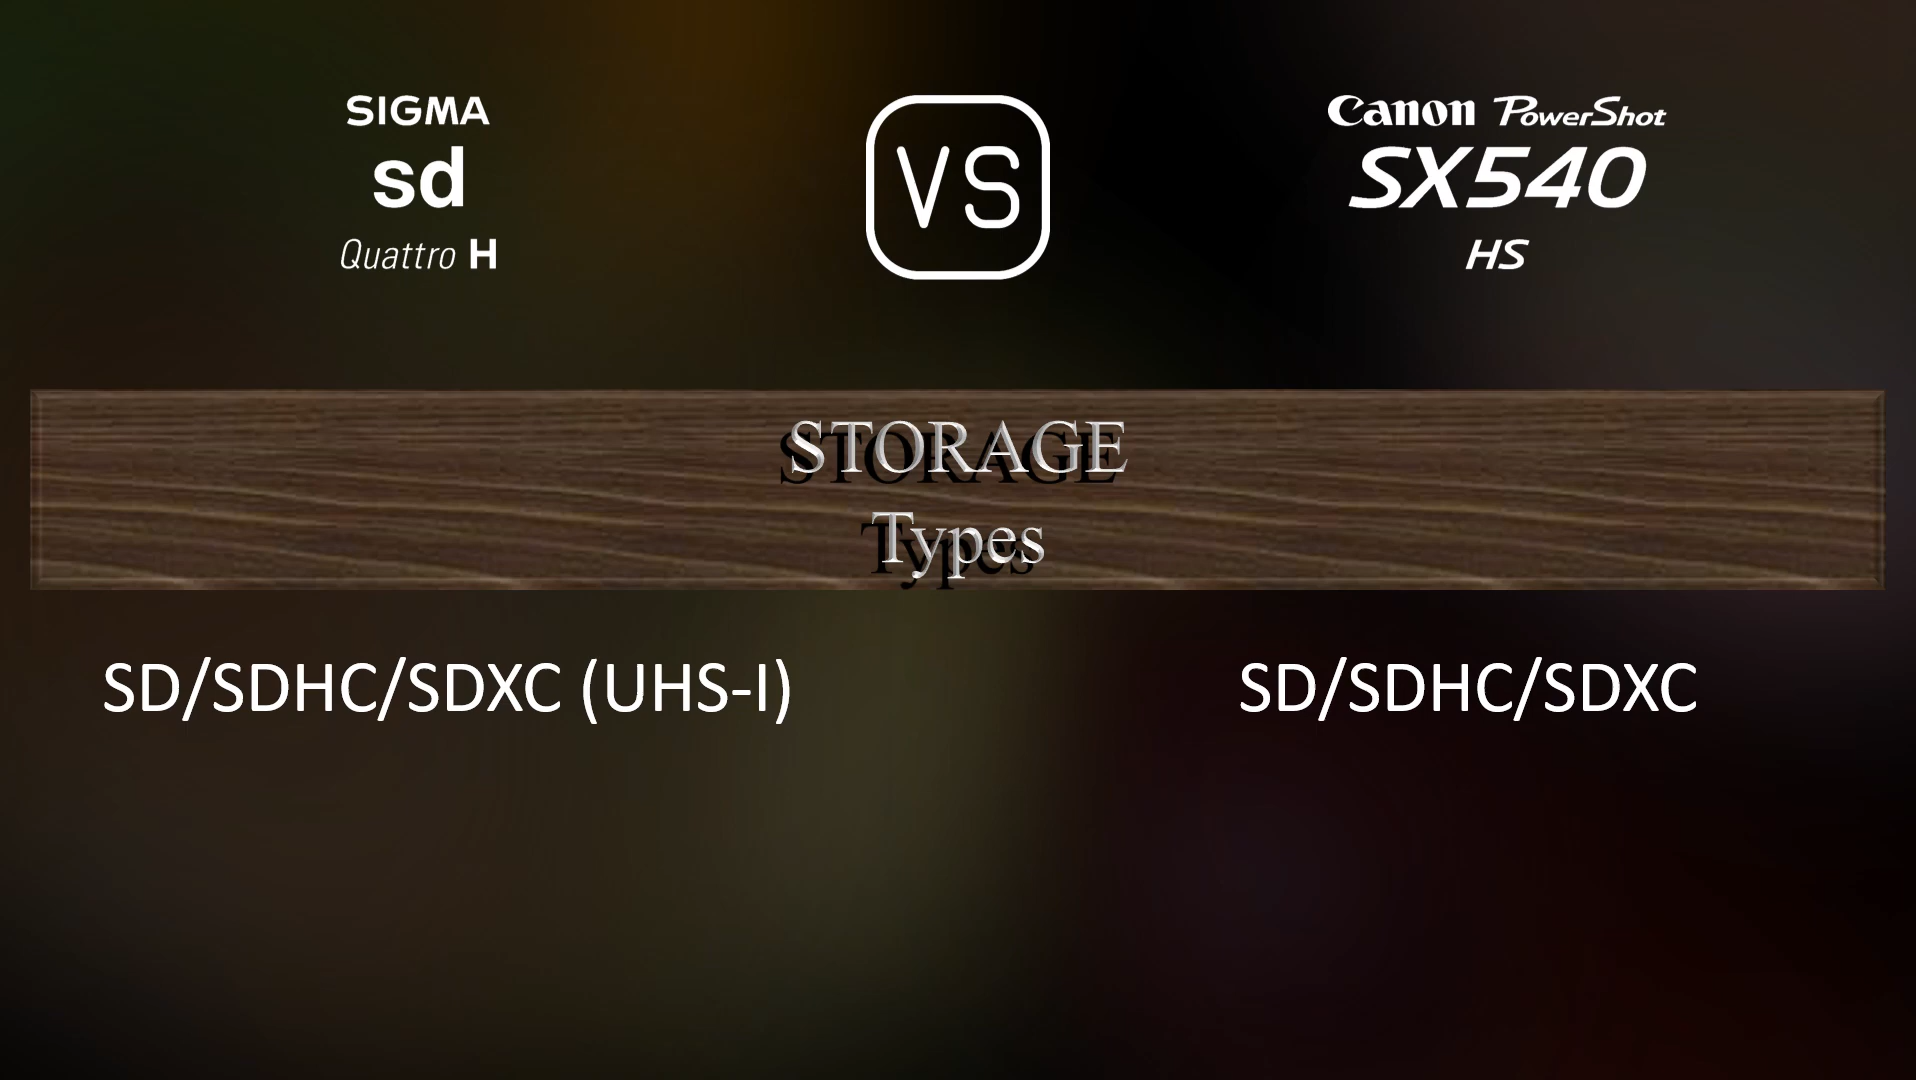 SIGMA
sd
Quattro H
VS
Canon PowerShot
SX540
HS
STORAGE
Types
SD/SDHC/SDXC (UHS-I)
SD/SDHC/SDXC